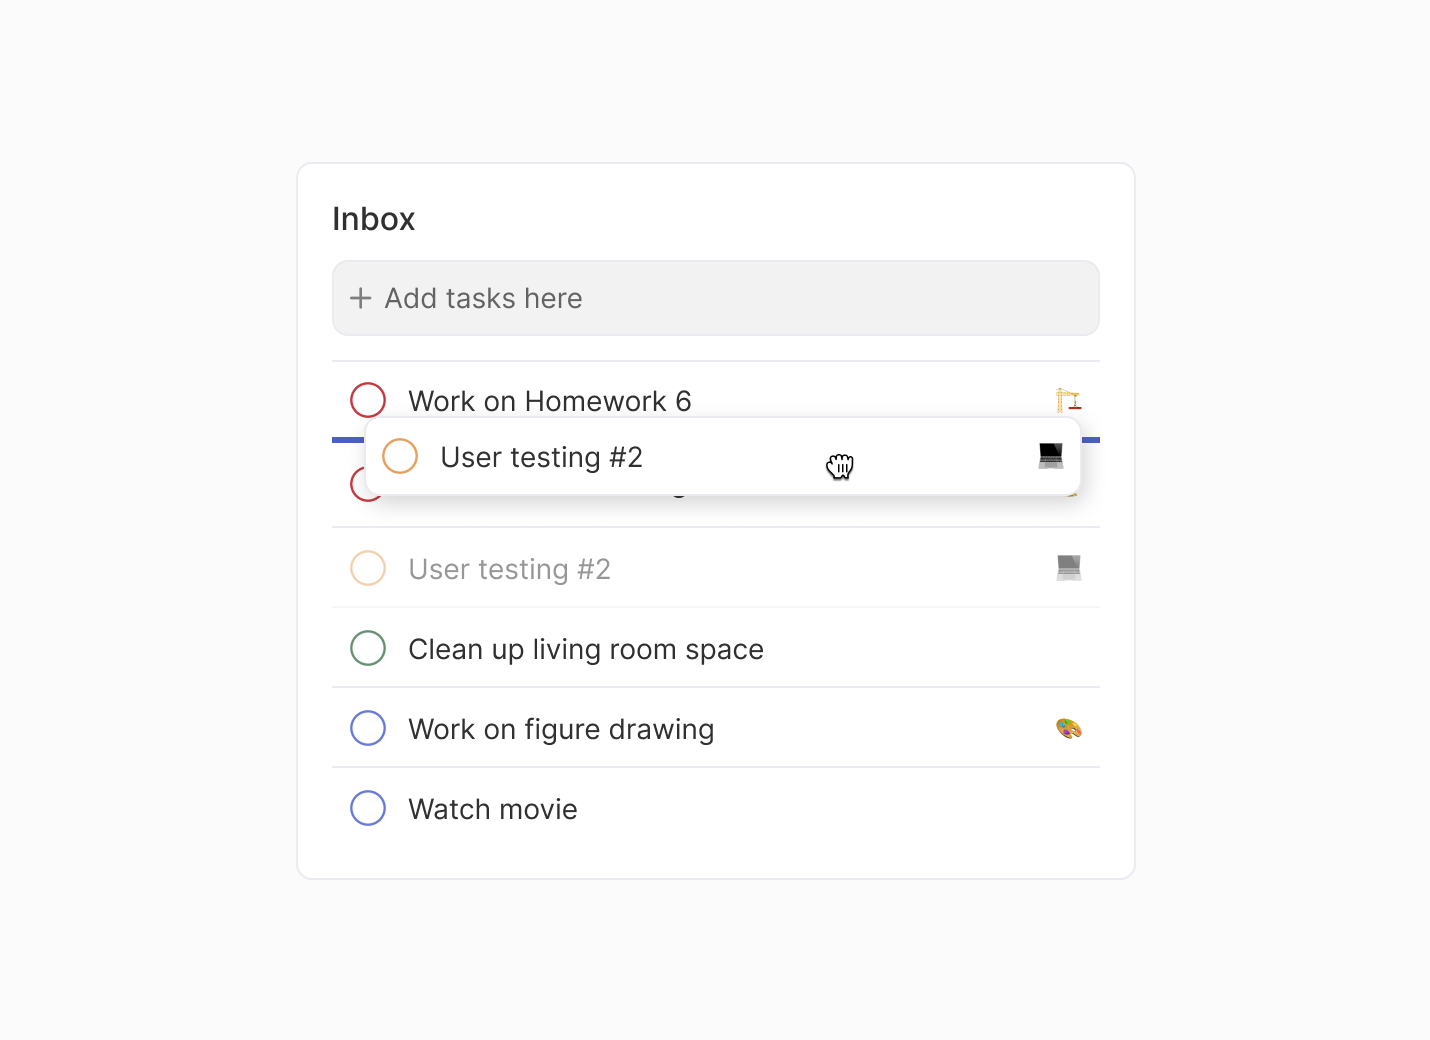 Inbox
+ Add tasks here
Work on Homework 6
User testing #2
User testing #2
Clean up living room space
Work on figure drawing
Watch movie